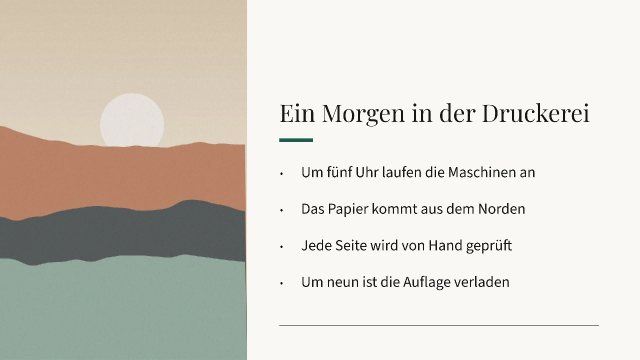 Ein Morgen in der Druckerei
• Um fünf Uhr laufen die Maschinen an
• Das Papier kommt aus dem Norden
• Jede Seite wird von Hand geprüft
• Um neun ist die Auflage verladen